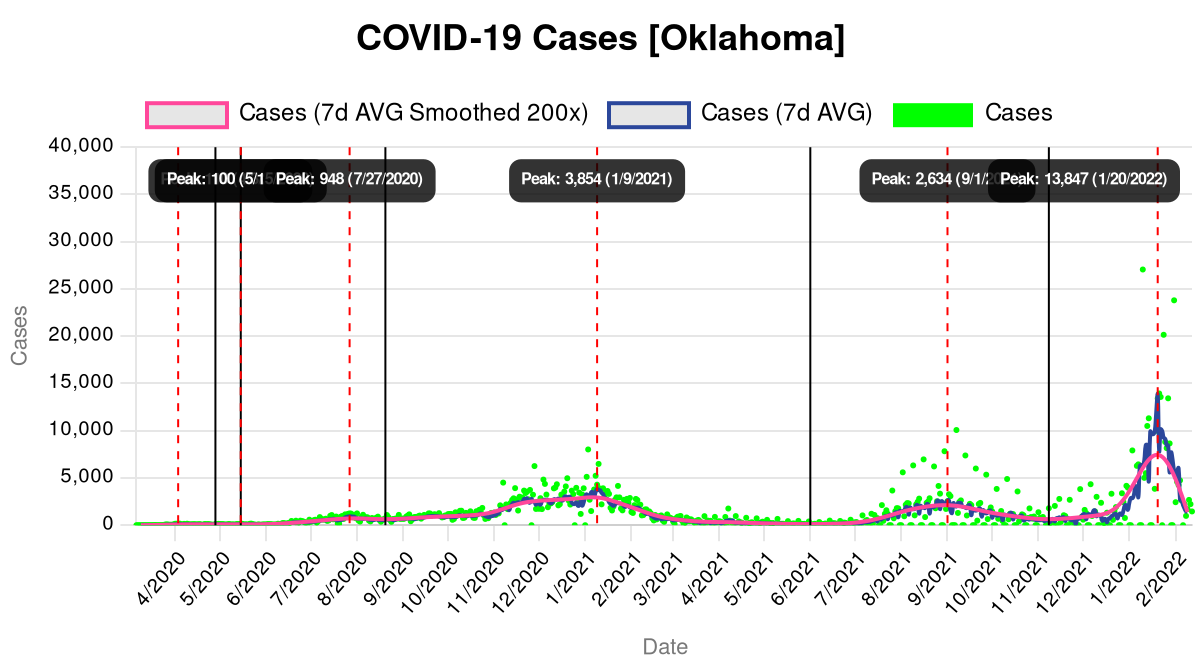 COVID-19 Cases [Oklahoma]
Cases (7d AVG Smoothed 200x)
Cases (7d AVG)
Cases
40,000
35,000
30,000
25,000
20,000
15,000
10,000
5,000
0
Cases
Peak: 100 (5/1
Peak: 948 (7/27/2020)
Peak: 3,854 (1/9/2021)
Peak: 2,634 (9/1/2
Peak: 13,847 (1/20/2022)
4/2020
5/2020
6/2020
7/2020
8/2020
9/2020
10/2020
11/2020
12/2020
1/2021
2/2021
3/2021
4/2021
5/2021
6/2021
7/2021
8/2021
9/2021
10/2021
11/2021
12/2021
1/2022
2/2022
Date